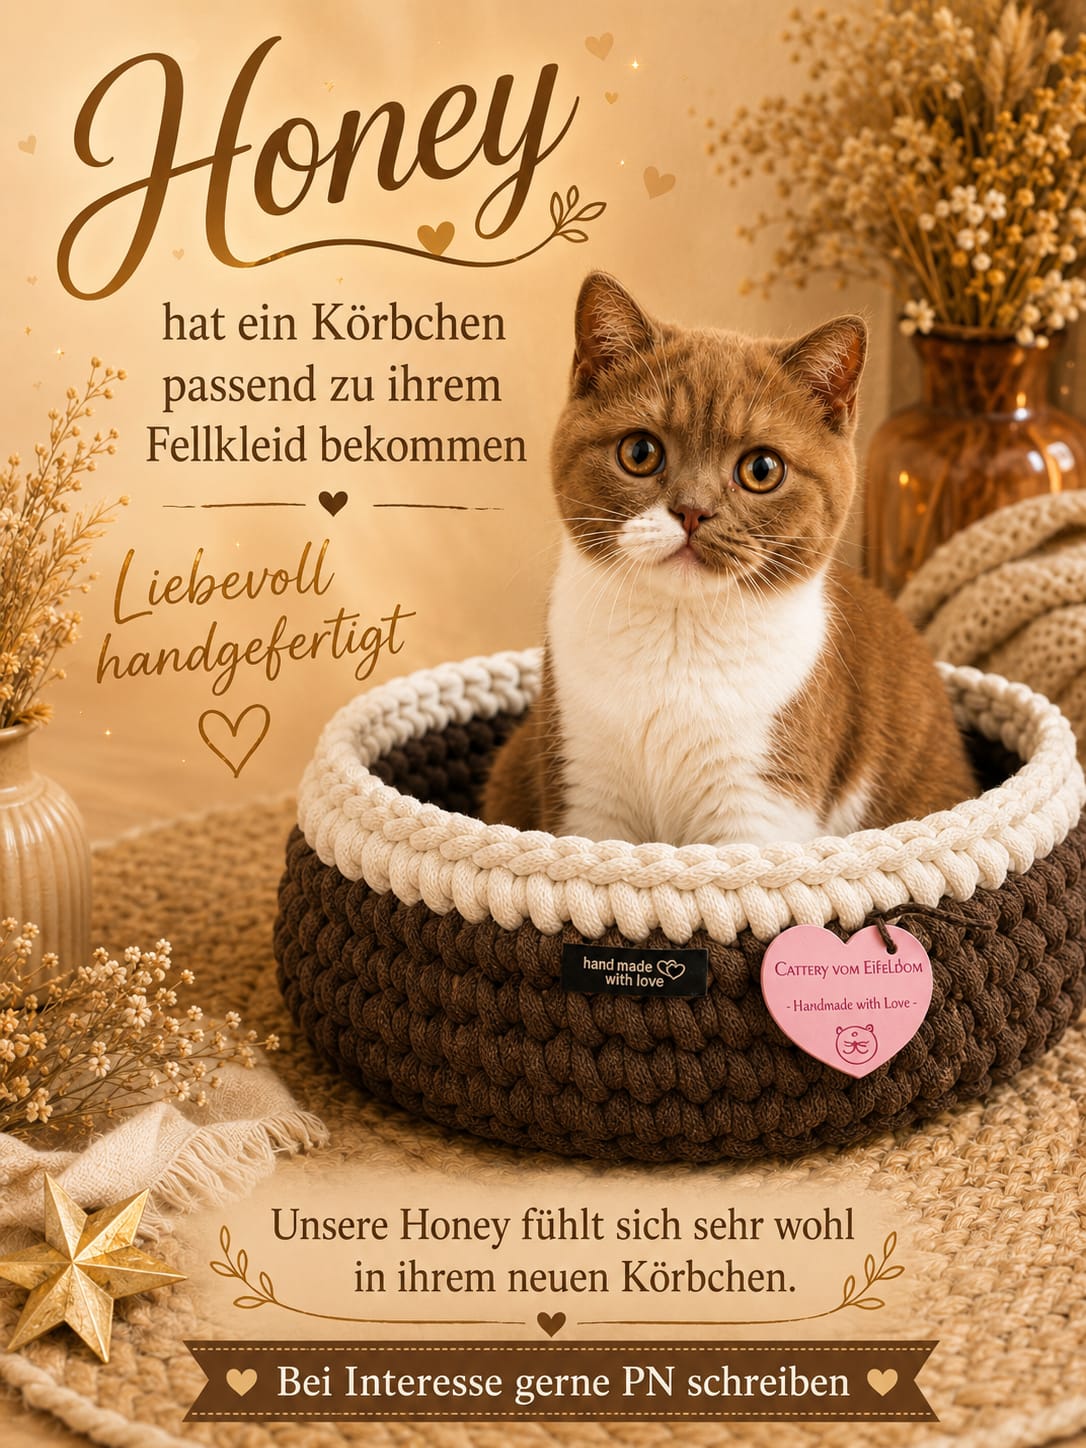 Honey
hat ein Körbchen
passend zu ihrem
Fellkleid bekommen
Liebevoll
handgefertigt
hand made
with love
CATTERY VOM EIFELDOM
- Handmade with Love -
Unsere Honey fühlt sich sehr wohl
in ihrem neuen Körbchen.
Bei Interesse gerne PN schreiben